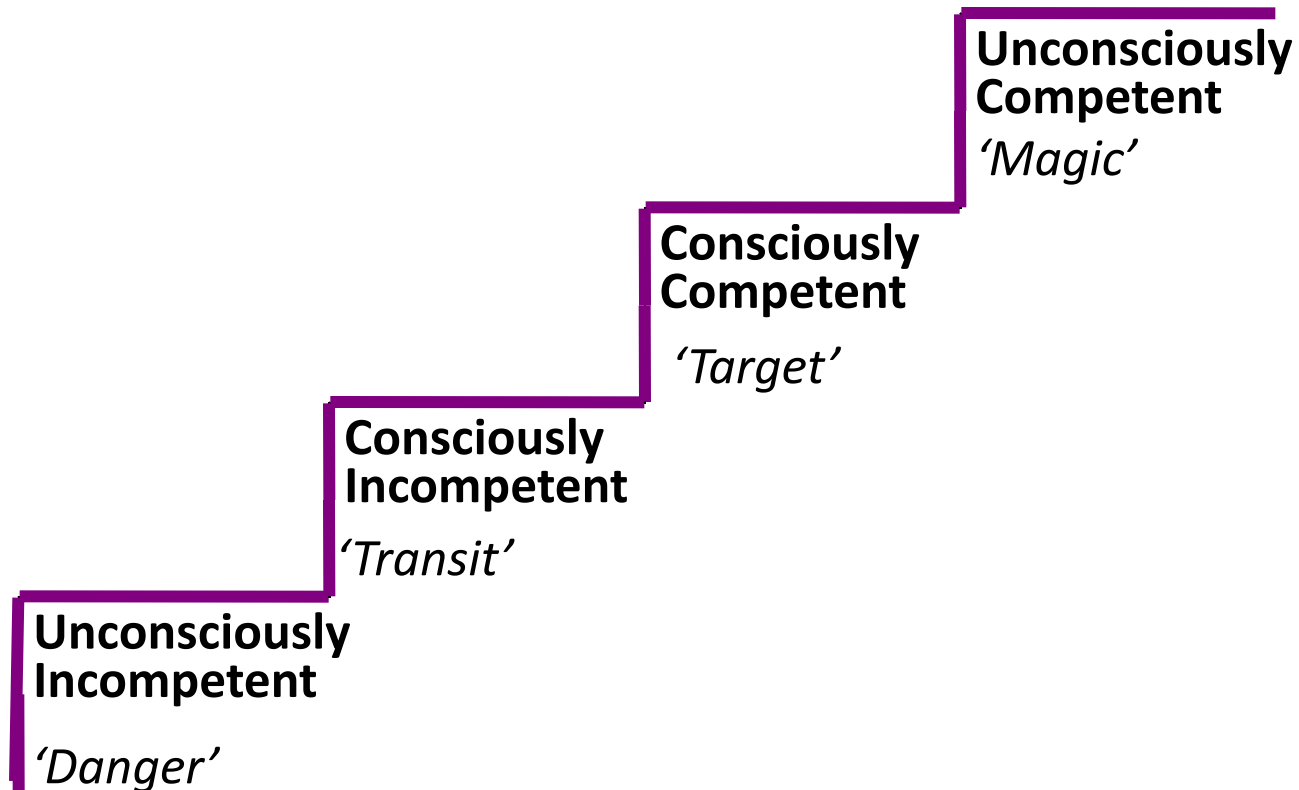 Unconsciously
Competent
‘Magic’
Consciously
Competent
‘Target’
Consciously
Incompetent
‘Transit’
Unconsciously
Incompetent
‘Danger’